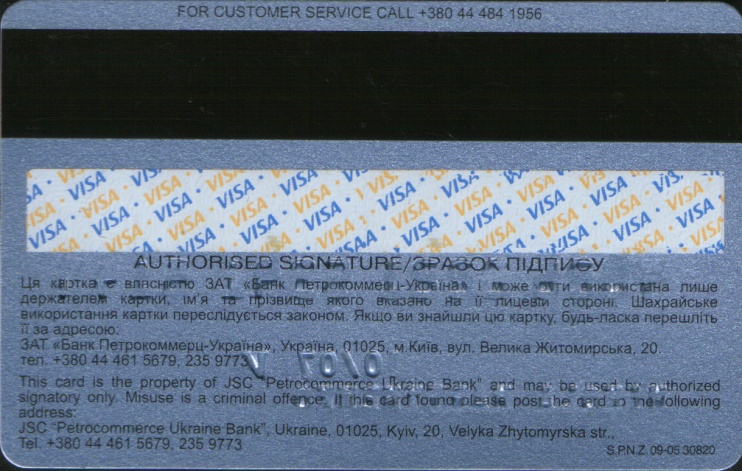 FOR CUSTOMER SERVICE CALL +380 44 484 1956
VISA · VISA · VISA · VISA · VISA · VISA · VISA
AUTHORISED SIGNATURE/ЗРАЗОК ПІДПИСУ
Ця картка є власністю ЗАТ «Банк Петрокоммерц-Україна» і може бути використана лише
держателем картки, ім'я та прізвище якого вказано на її лицевій стороні. Шахрайське
використання картки переслідується законом. Якщо ви знайшли цю картку, будь-ласка перешліть
її за адресою:
ЗАТ «Банк Петрокоммерц-Україна», Україна, 01025, м.Київ, вул. Велика Житомирська, 20.
тел. +380 44 461 5679, 235 9773
This card is the property of JSC "Petrocommerce Ukraine Bank" and may be used by authorized
signatory only. Misuse is a criminal offence. If this card found please post the card to the following
address:
JSC "Petrocommerce Ukraine Bank", Ukraine, 01025, Kyiv, 20, Velyka Zhytomyrska str.,
Tel. +380 44 461 5679, 235 9773
S.P.N.Z. 09-05 30820